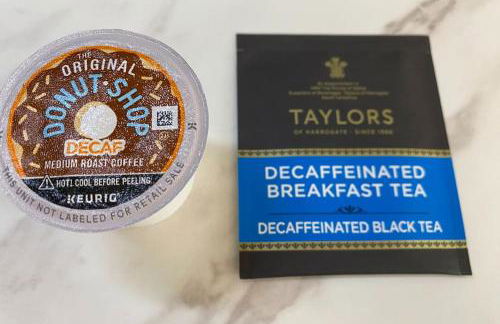 THE
ORIGINAL
DONUT·SHOP
DECAF
MEDIUM ROAST COFFEE
HOT! COOL BEFORE PEELING
KEURIG
THIS UNIT NOT LABELED FOR RETAIL SALE
TAYLORS
OF HARROGATE · SINCE 1886
DECAFFEINATED
BREAKFAST TEA
DECAFFEINATED BLACK TEA